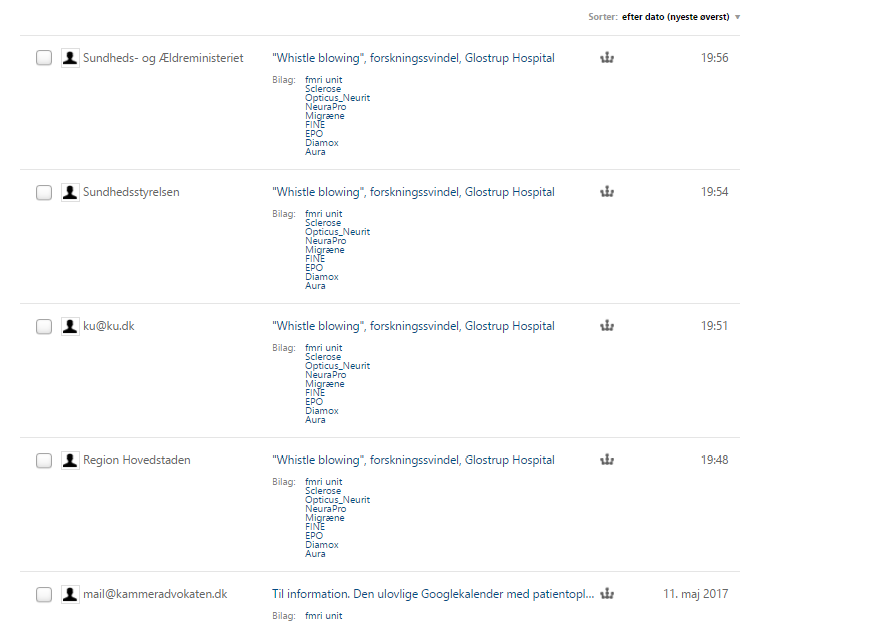 Sorter: efter dato (nyeste øverst) ▼
Sundheds- og Ældreministeriet "Whistle blowing", forskningssvindel, Glostrup Hospital 19:56
Bilag: fmri unit
Sclerose
Opticus_Neurit
NeuraPro
Migræne
FINE
EPO
Diamox
Aura
Sundhedsstyrelsen "Whistle blowing", forskningssvindel, Glostrup Hospital 19:54
Bilag: fmri unit
Sclerose
Opticus_Neurit
NeuraPro
Migræne
FINE
EPO
Diamox
Aura
ku@ku.dk "Whistle blowing", forskningssvindel, Glostrup Hospital 19:51
Bilag: fmri unit
Sclerose
Opticus_Neurit
NeuraPro
Migræne
FINE
EPO
Diamox
Aura
Region Hovedstaden "Whistle blowing", forskningssvindel, Glostrup Hospital 19:48
Bilag: fmri unit
Sclerose
Opticus_Neurit
NeuraPro
Migræne
FINE
EPO
Diamox
Aura
mail@kammeradvokaten.dk Til information. Den ulovlige Googlekalender med patientopl... 11. maj 2017
Bilag: fmri unit